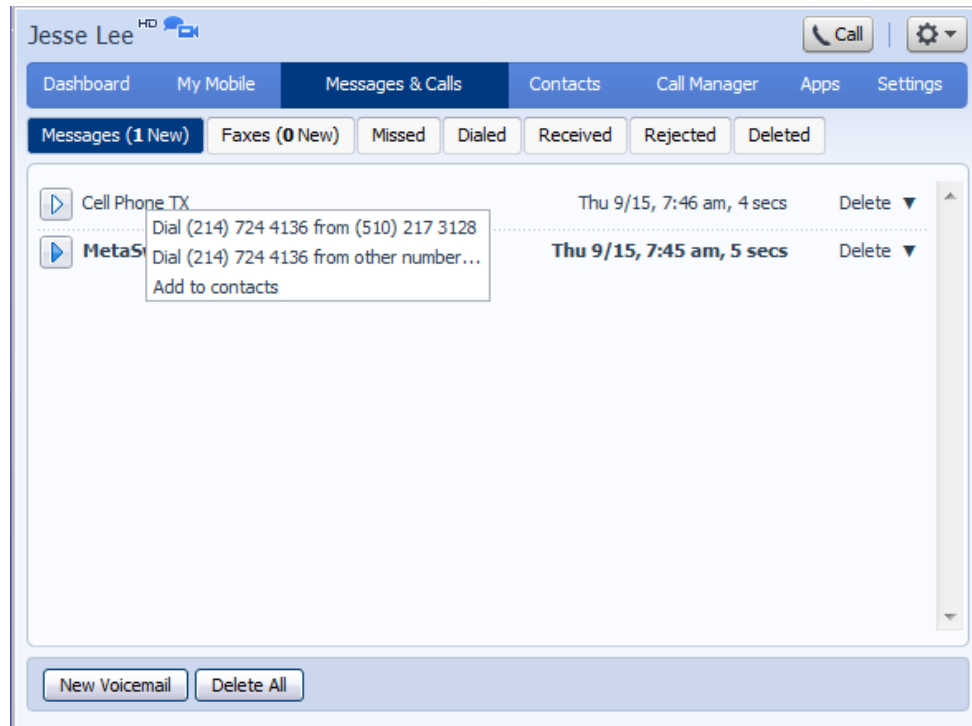 Jesse Lee HD Call
Dashboard My Mobile Messages & Calls Contacts Call Manager Apps Settings
Messages (1 New) Faxes (0 New) Missed Dialed Received Rejected Deleted
Cell Phone TX Thu 9/15, 7:46 am, 4 secs Delete ▼
Dial (214) 724 4136 from (510) 217 3128
MetaSw Thu 9/15, 7:45 am, 5 secs Delete ▼
Dial (214) 724 4136 from other number...
Add to contacts
New Voicemail Delete All